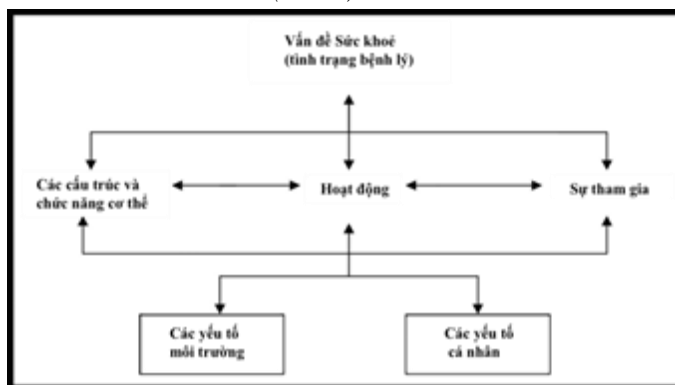 Vấn đề Sức khoẻ
(tình trạng bệnh lý)
Các cấu trúc và
chức năng cơ thể
Hoạt động
Sự tham gia
Các yếu tố
môi trường
Các yếu tố
cá nhân